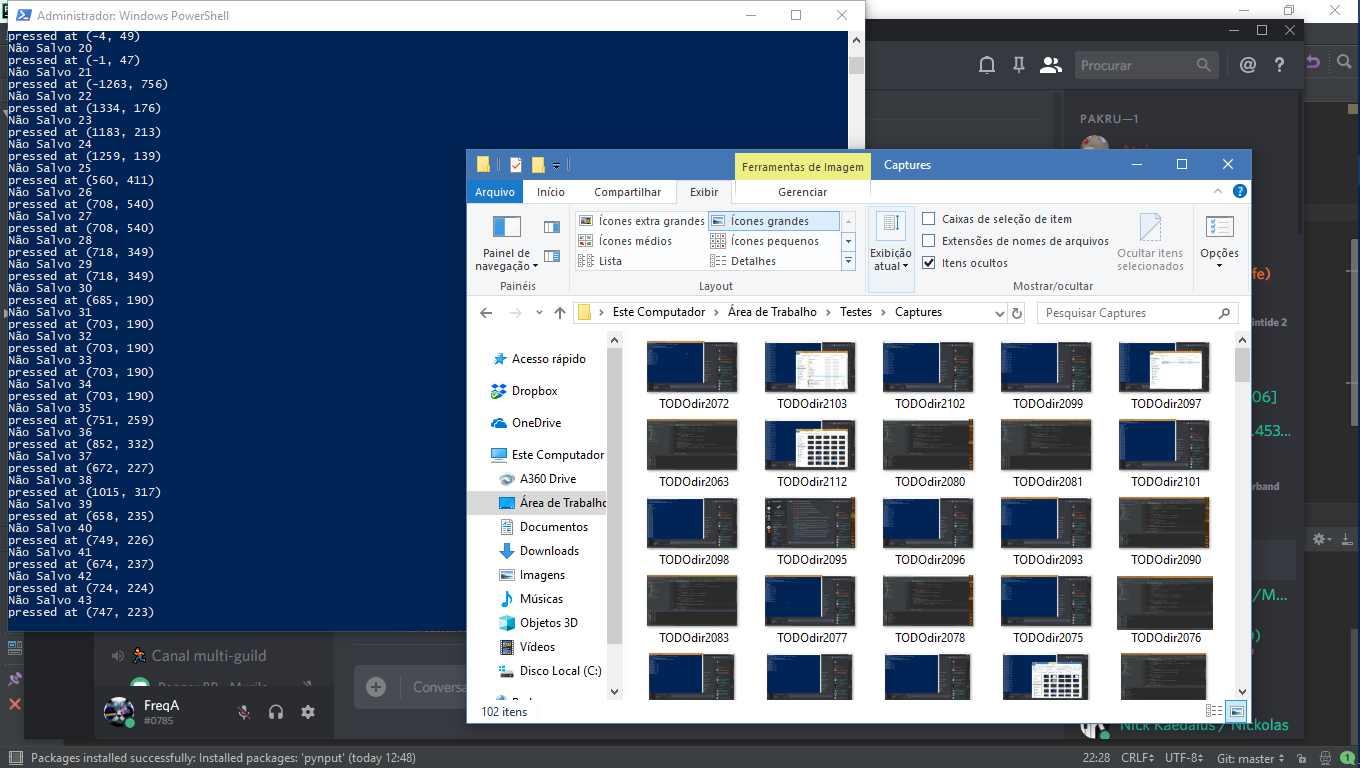 Administrador: Windows PowerShell
pressed at (-4, 49)
Não Salvo 20
pressed at (-1, 47)
Não Salvo 21
pressed at (-1263, 756)
Não Salvo 22
pressed at (1334, 176)
Não Salvo 23
pressed at (1183, 213)
Não Salvo 24
pressed at (1259, 139)
Não Salvo 25
pressed at (560, 411)
Não Salvo 26
pressed at (708, 540)
Não Salvo 27
pressed at (708, 540)
Não Salvo 28
pressed at (718, 349)
Não Salvo 29
pressed at (718, 349)
Não Salvo 30
pressed at (685, 190)
Não Salvo 31
pressed at (703, 190)
Não Salvo 32
pressed at (703, 190)
Não Salvo 33
pressed at (703, 190)
Não Salvo 34
pressed at (703, 190)
Não Salvo 35
pressed at (751, 259)
Não Salvo 36
pressed at (852, 332)
Não Salvo 37
pressed at (672, 227)
Não Salvo 38
pressed at (1015, 317)
Não Salvo 39
pressed at (658, 235)
Não Salvo 40
pressed at (749, 226)
Não Salvo 41
pressed at (674, 237)
Não Salvo 42
pressed at (724, 224)
Não Salvo 43
pressed at (747, 223)
Procurar
@ ?
PAKRU—1
Ferramentas de Imagem Captures
Arquivo Início Compartilhar Exibir Gerenciar
Painel de navegação
Painéis
Ícones extra grandes Ícones grandes
Ícones médios Ícones pequenos
Lista Detalhes
Layout
Exibição atual
Caixas de seleção de item
Extensões de nomes de arquivos
Itens ocultos
Ocultar itens selecionados
Mostrar/ocultar
Opções
Este Computador Área de Trabalho Testes Captures
Pesquisar Captures
Acesso rápido
Dropbox
OneDrive
Este Computador
A360 Drive
Área de Trabalho
Documentos
Downloads
Imagens
Músicas
Objetos 3D
Vídeos
Disco Local (C:)
TODOdir2072 TODOdir2103 TODOdir2102 TODOdir2099 TODOdir2097
TODOdir2063 TODOdir2112 TODOdir2080 TODOdir2081 TODOdir2101
TODOdir2098 TODOdir2095 TODOdir2096 TODOdir2093 TODOdir2090
TODOdir2083 TODOdir2077 TODOdir2078 TODOdir2075 TODOdir2076
102 itens
fe)
intide 2
06]
.453...
rband
/M...
)
Nick Kaedalus / Nickolas
Canal multi-guild
Conversa
FreqA
#0785
Packages installed successfully: Installed packages: 'pynput' (today 12:48)
22:28 CRLF UTF-8 Git: master 1